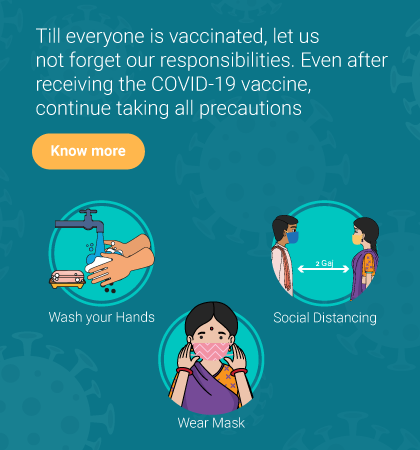 Till everyone is vaccinated, let us
not forget our responsibilities. Even after
receiving the COVID-19 vaccine,
continue taking all precautions
Know more
2 Gaj
Wash your Hands
Social Distancing
Wear Mask